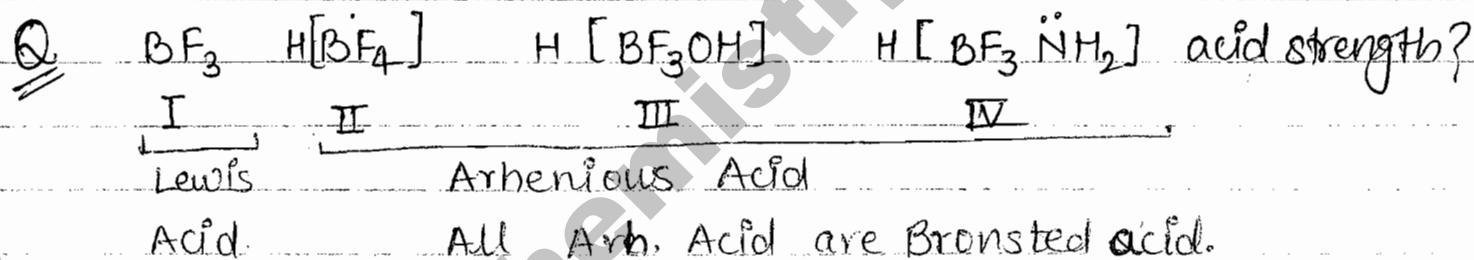 Q BF₃ H[BF₄] H [BF₃OH] H [BF₃ N̈H₂] acid strength?
I II III IV
Lewis Arhenious Acid
Acid. All Arh. Acid are Bronsted acid.